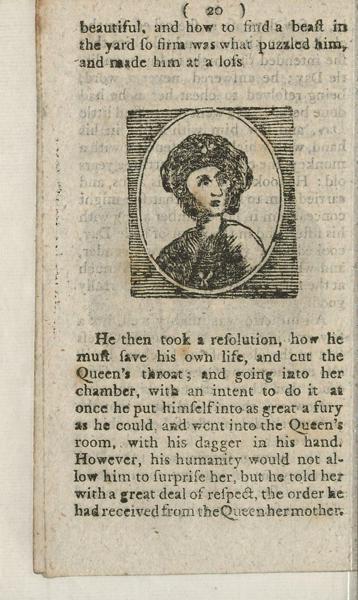 ( 20 )
beautiful, and how to find a beast in
the yard so firm was what puzzled him,
and made him at a loss
He then took a resolution, how he
must save his own life, and cut the
Queen's throat; and going into her
chamber, with an intent to do it at
once he put himself into as great a fury
as he could, and went into the Queen's
room, with his dagger in his hand.
However, his humanity would not al-
low him to surprise her, but he told her
with a great deal of respect, the order he
had received from the Queen her mother.